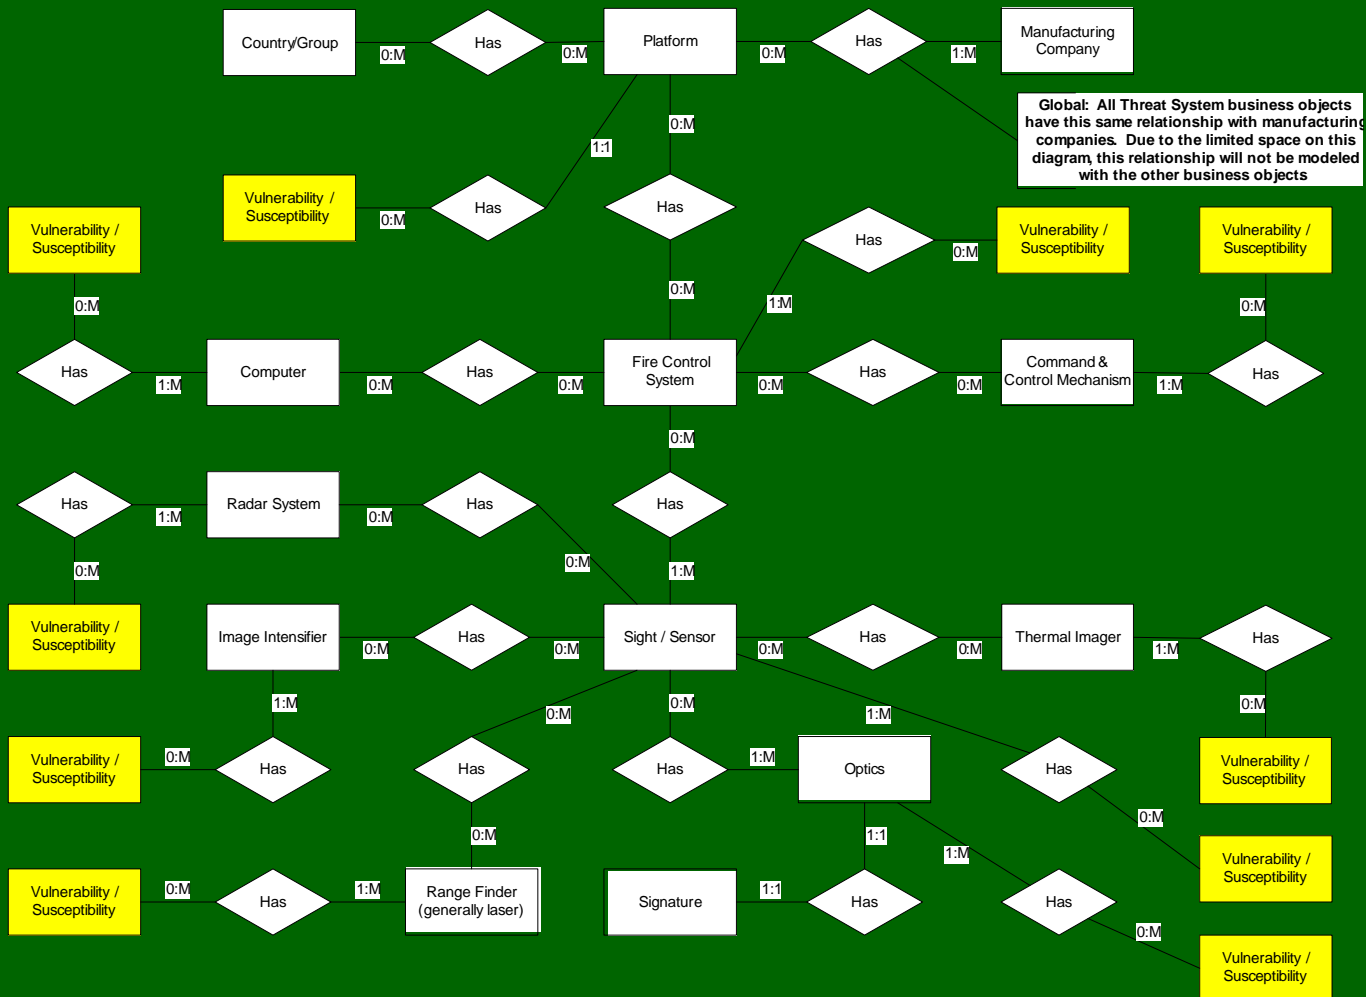 Country/Group
0:M
Has
0:M
Platform
0:M
Has
1:M
Manufacturing
Company
Global: All Threat System business objects
have this same relationship with manufacturing
companies. Due to the limited space on this
diagram, this relationship will not be modeled
with the other business objects
0:M
1:1
Vulnerability /
Susceptibility
0:M
Has
Has
Vulnerability /
Susceptibility
Has
0:M
Vulnerability /
Susceptibility
Vulnerability /
Susceptibility
0:M
0:M
1:M
0:M
Has
1:M
Computer
0:M
Has
0:M
Fire Control
System
0:M
Has
0:M
Command &
Control Mechanism
1:M
Has
0:M
Has
1:M
Radar System
0:M
Has
Has
0:M
0:M
1:M
Vulnerability /
Susceptibility
Image Intensifier
0:M
Has
0:M
Sight / Sensor
0:M
Has
0:M
Thermal Imager
1:M
Has
1:M
0:M
0:M
1:M
0:M
Vulnerability /
Susceptibility
0:M
Has
Has
Has
1:M
Optics
Has
Vulnerability /
Susceptibility
0:M
1:1
1:M
0:M
Vulnerability /
Susceptibility
0:M
Has
1:M
Range Finder
(generally laser)
Signature
1:1
Has
Has
Vulnerability /
Susceptibility
0:M
Vulnerability /
Susceptibility